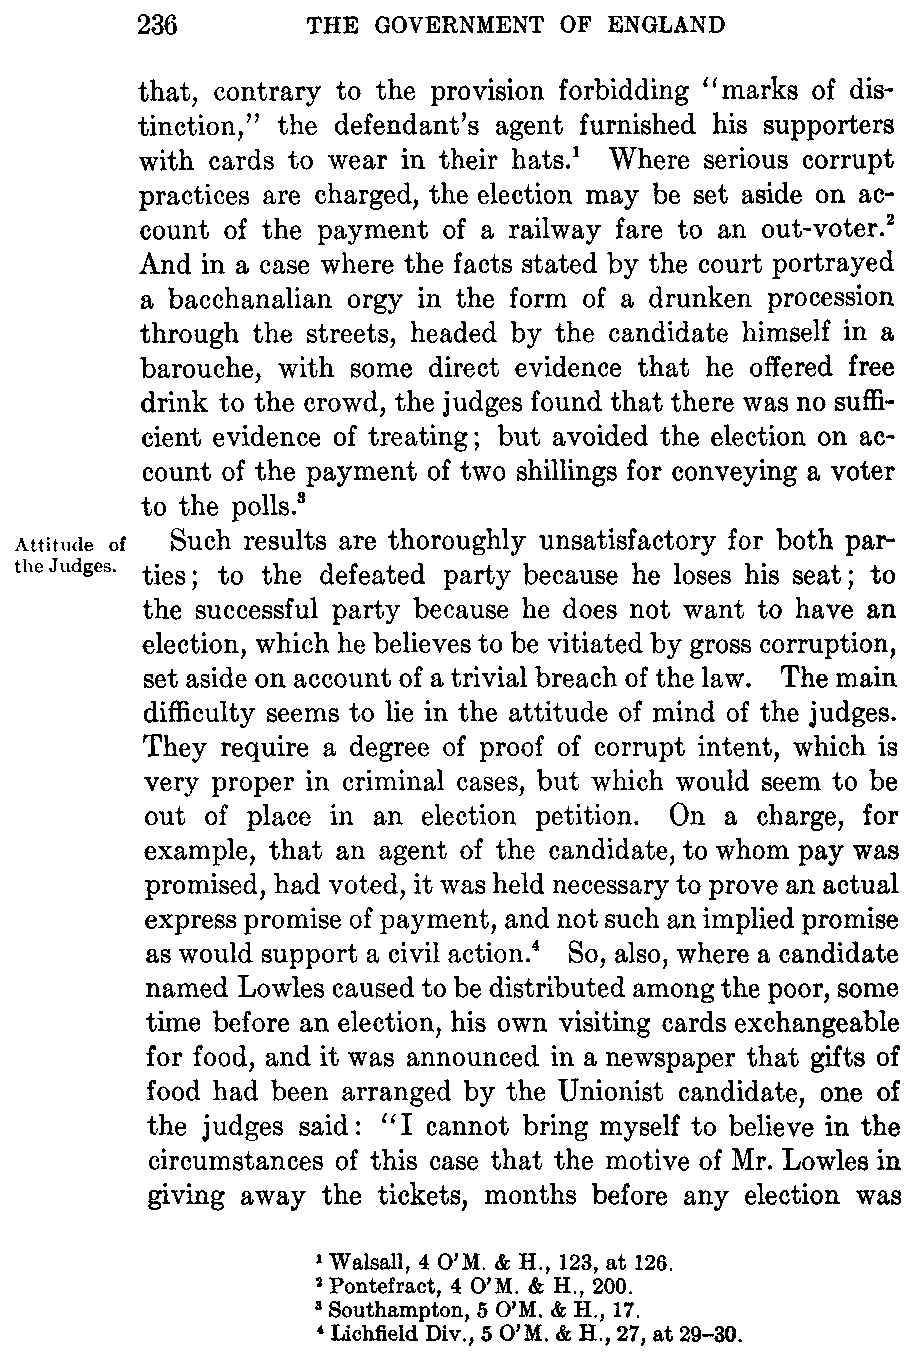 236 THE GOVERNMENT OF ENGLAND
that, contrary to the provision forbidding “marks of dis-
tinction,” the defendant’s agent furnished his supporters
with cards to wear in their hats.¹ Where serious corrupt
practices are charged, the election may be set aside on ac-
count of the payment of a railway fare to an out-voter.²
And in a case where the facts stated by the court portrayed
a bacchanalian orgy in the form of a drunken procession
through the streets, headed by the candidate himself in a
barouche, with some direct evidence that he offered free
drink to the crowd, the judges found that there was no suffi-
cient evidence of treating; but avoided the election on ac-
count of the payment of two shillings for conveying a voter
to the polls.³
Attitude of
the Judges.
Such results are thoroughly unsatisfactory for both par-
ties; to the defeated party because he loses his seat; to
the successful party because he does not want to have an
election, which he believes to be vitiated by gross corruption,
set aside on account of a trivial breach of the law. The main
difficulty seems to lie in the attitude of mind of the judges.
They require a degree of proof of corrupt intent, which is
very proper in criminal cases, but which would seem to be
out of place in an election petition. On a charge, for
example, that an agent of the candidate, to whom pay was
promised, had voted, it was held necessary to prove an actual
express promise of payment, and not such an implied promise
as would support a civil action.⁴ So, also, where a candidate
named Lowles caused to be distributed among the poor, some
time before an election, his own visiting cards exchangeable
for food, and it was announced in a newspaper that gifts of
food had been arranged by the Unionist candidate, one of
the judges said: “I cannot bring myself to believe in the
circumstances of this case that the motive of Mr. Lowles in
giving away the tickets, months before any election was
¹ Walsall, 4 O’M. & H., 123, at 126.
² Pontefract, 4 O’M. & H., 200.
³ Southampton, 5 O’M. & H., 17.
⁴ Lichfield Div., 5 O’M. & H., 27, at 29–30.